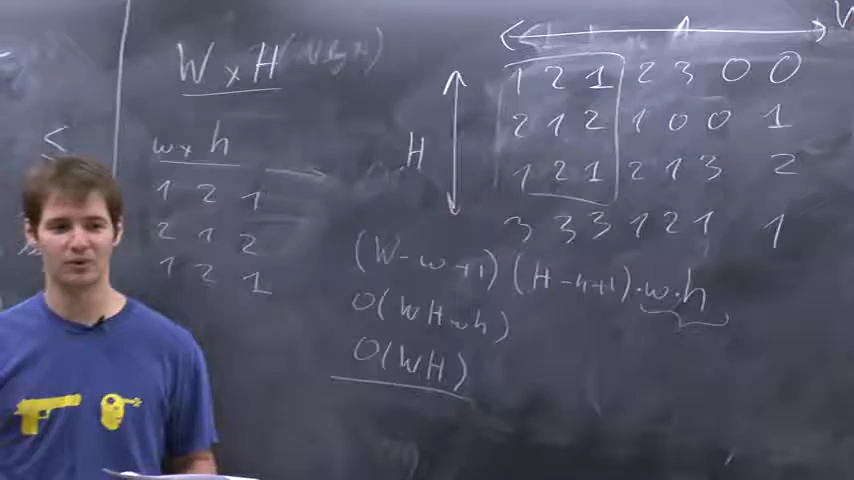 W x H
w x h
1 2 1
2 1 2
1 2 1
W
H
1 2 1 2 3 0 0
2 1 2 1 0 0 1
1 2 1 2 1 3 2
3 3 3 1 2 1 1
(W-w+1)(H-h+1)·w·h
O(WHwh)
O(WH)